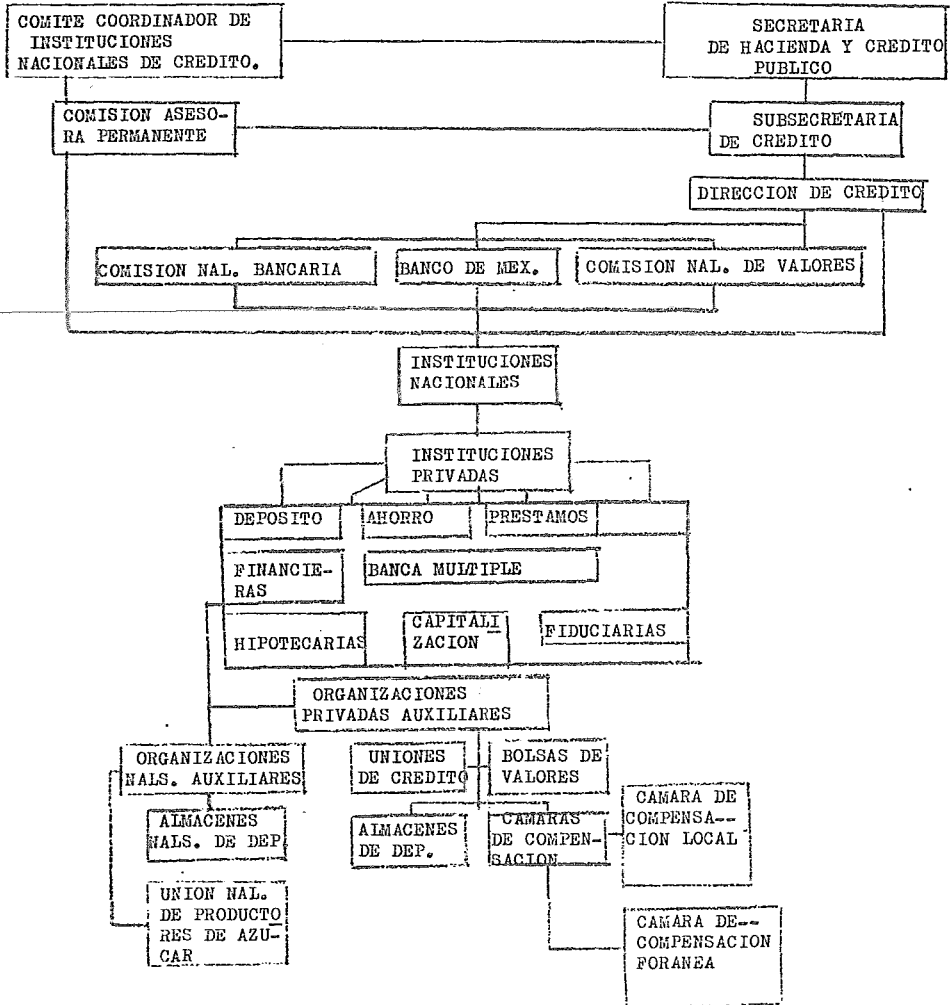 COMITE COORDINADOR DE
INSTITUCIONES
NACIONALES DE CREDITO.
SECRETARIA
DE HACIENDA Y CREDITO
PUBLICO
COMISION ASESO-
RA PERMANENTE
SUBSECRETARIA
DE CREDITO
DIRECCION DE CREDITO
COMISION NAL. BANCARIA
BANCO DE MEX.
COMISION NAL. DE VALORES
INSTITUCIONES
NACIONALES
INSTITUCIONES
PRIVADAS
DEPOSITO
AHORRO
PRESTAMOS
FINANCIE-
RAS
BANCA MULTIPLE
HIPOTECARIAS
CAPITALI
ZACION
FIDUCIARIAS
ORGANIZACIONES
PRIVADAS AUXILIARES
ORGANIZACIONES
NALS. AUXILIARES
UNIONES
DE CREDITO
BOLSAS DE
VALORES
ALMACENES
NALS. DE DEP.
ALMACENES
DE DEP.
CAMARAS
DE COMPEN-
SACION
CAMARA DE
COMPENSA--
CION LOCAL
UNION NAL.
DE PRODUCTO
RES DE AZU-
CAR
CAMARA DE--
COMPENSACION
FORANEA